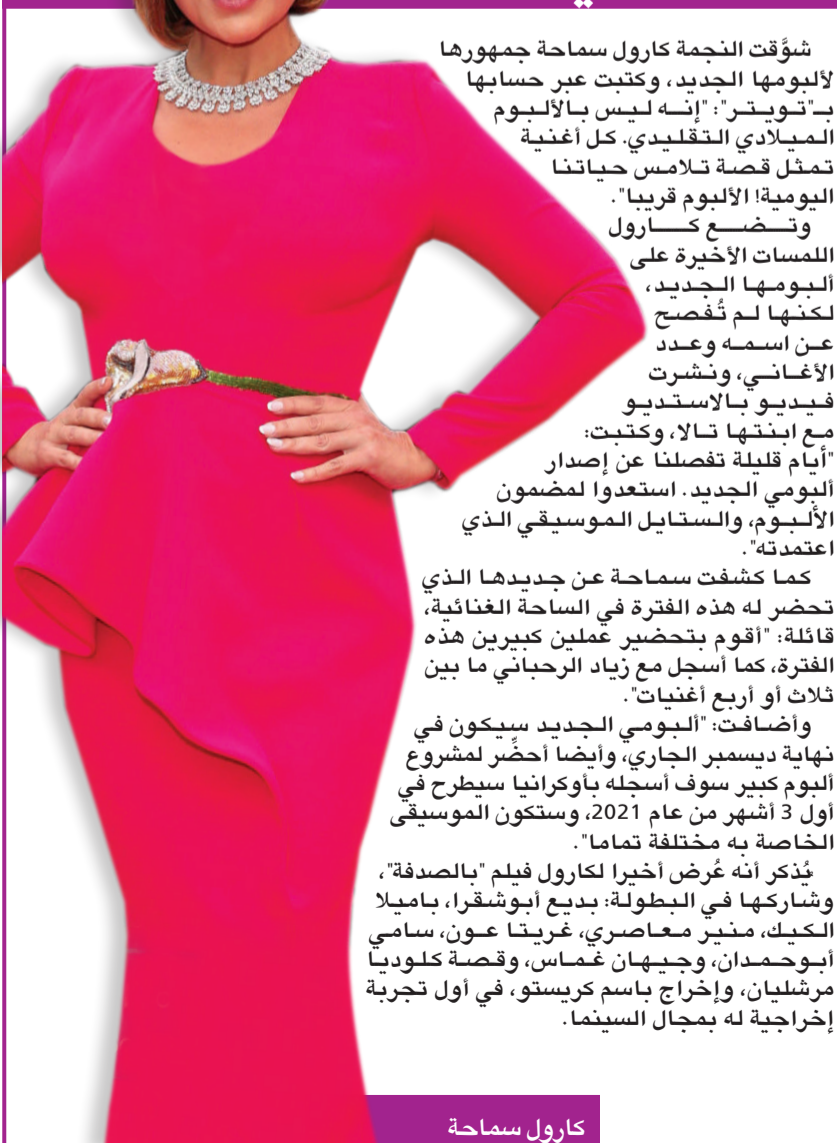 شوَّقت النجمة كارول سماحة جمهورها
لألبومها الجديد، وكتبت عبر حسابها
بـ"تويتر": "إنه ليس بالألبوم
الميلادي التقليدي. كل أغنية
تمثل قصة تلامس حياتنا
اليومية! الألبوم قريبا".
وتضع كارول
اللمسات الأخيرة على
ألبومها الجديد،
لكنها لم تُفصح
عن اسمه وعدد
الأغاني، ونشرت
فيديو بالاستديو
مع ابنتها تالا، وكتبت:
"أيام قليلة تفصلنا عن إصدار
ألبومي الجديد. استعدوا لمضمون
الألبوم، والستايل الموسيقي الذي
اعتمدته".
كما كشفت سماحة عن جديدها الذي
تحضر له هذه الفترة في الساحة الغنائية،
قائلة: "أقوم بتحضير عملين كبيرين هذه
الفترة، كما أسجل مع زياد الرحباني ما بين
ثلاث أو أربع أغنيات".
وأضافت: "ألبومي الجديد سيكون في
نهاية ديسمبر الجاري، وأيضا أحضِّر لمشروع
ألبوم كبير سوف أسجله بأوكرانيا سيطرح في
أول 3 أشهر من عام 2021، وستكون الموسيقى
الخاصة به مختلفة تماما".
يُذكر أنه عُرض أخيرا لكارول فيلم "بالصدفة"،
وشاركها في البطولة: بديع أبوشقرا، باميلا
الكيك، منير معاصري، غريتا عون، سامي
أبوحمدان، وجيهان غماس، وقصة كلوديا
مرشليان، وإخراج باسم كريستو، في أول تجربة
إخراجية له بمجال السينما.
كارول سماحة